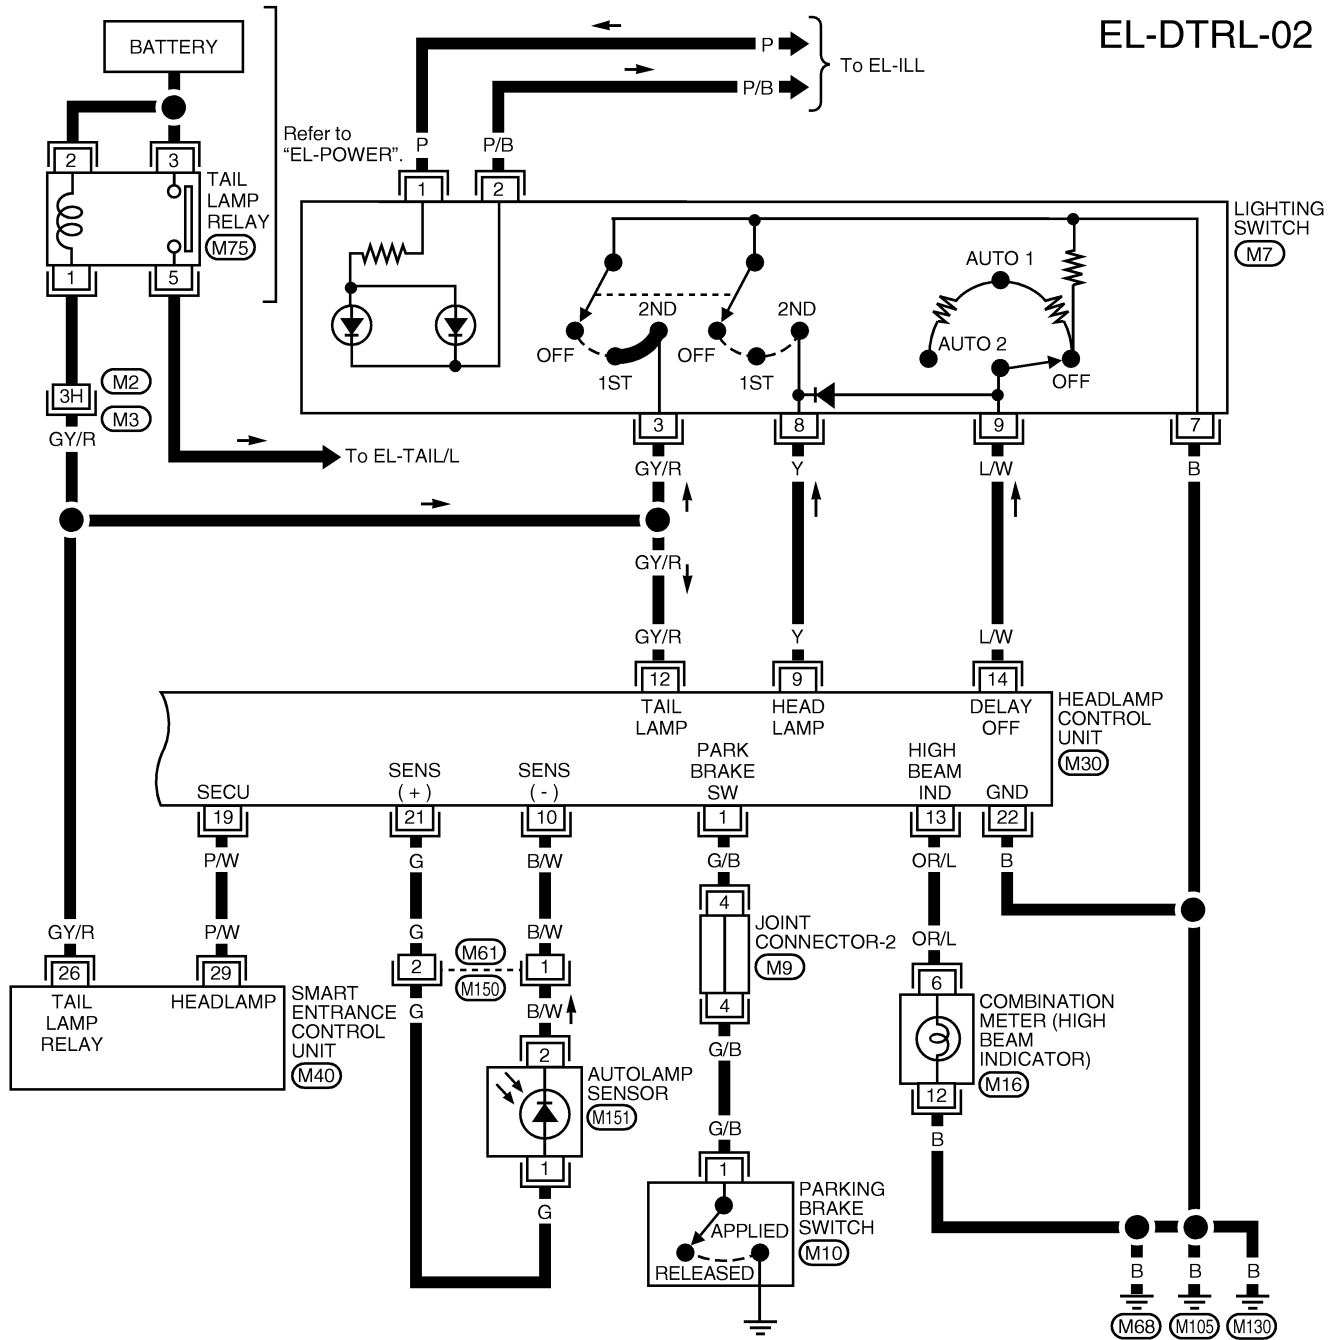 EL-DTRL-02
BATTERY
P
P/B
To EL-ILL
Refer to
“EL-POWER”.
P
P/B
2
3
1
2
TAIL
LAMP
RELAY
M75
LIGHTING
SWITCH
M7
1
5
AUTO 1
2ND
2ND
OFF
OFF
AUTO 2
OFF
1ST
1ST
3H
M2
M3
GY/R
To EL-TAIL/L
3
8
9
7
GY/R
Y
L/W
B
GY/R
GY/R
Y
L/W
12
9
14
TAIL
LAMP
HEAD
LAMP
DELAY
OFF
HEADLAMP
CONTROL
UNIT
M30
SECU
SENS
( + )
SENS
( - )
PARK
BRAKE
SW
HIGH
BEAM
IND
GND
19
21
10
1
13
22
P/W
G
B/W
G/B
OR/L
B
4
JOINT
CONNECTOR-2
M9
4
GY/R
P/W
G
B/W
OR/L
26
29
2
M61
M150
1
6
TAIL
LAMP
RELAY
HEADLAMP
SMART
ENTRANCE
CONTROL
UNIT
M40
G
B/W
2
G/B
COMBINATION
METER (HIGH
BEAM
INDICATOR)
M16
12
AUTOLAMP
SENSOR
M151
1
G
G/B
B
1
PARKING
BRAKE
SWITCH
M10
APPLIED
RELEASED
B
B
B
M68
M105
M130